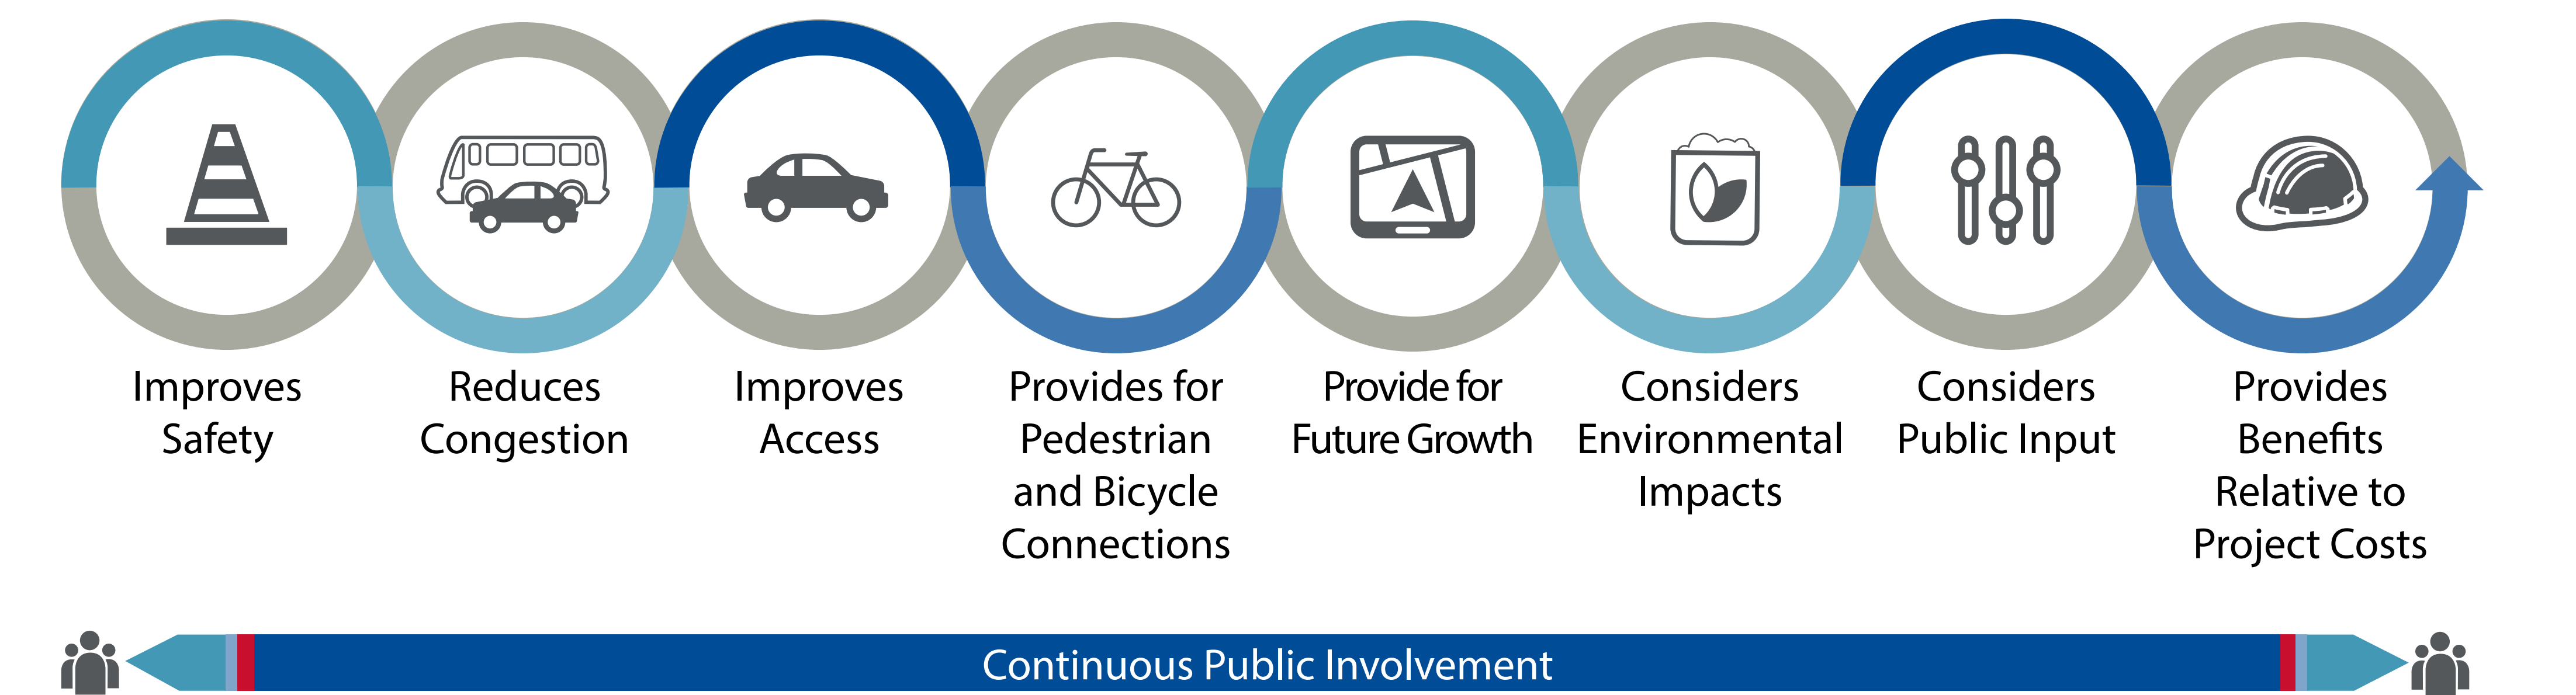 Improves
Safety
Reduces
Congestion
Improves
Access
Provides for
Pedestrian
and Bicycle
Connections
Provide for
Future Growth
Considers
Environmental
Impacts
Considers
Public Input
Provides
Benefits
Relative to
Project Costs
Continuous Public Involvement